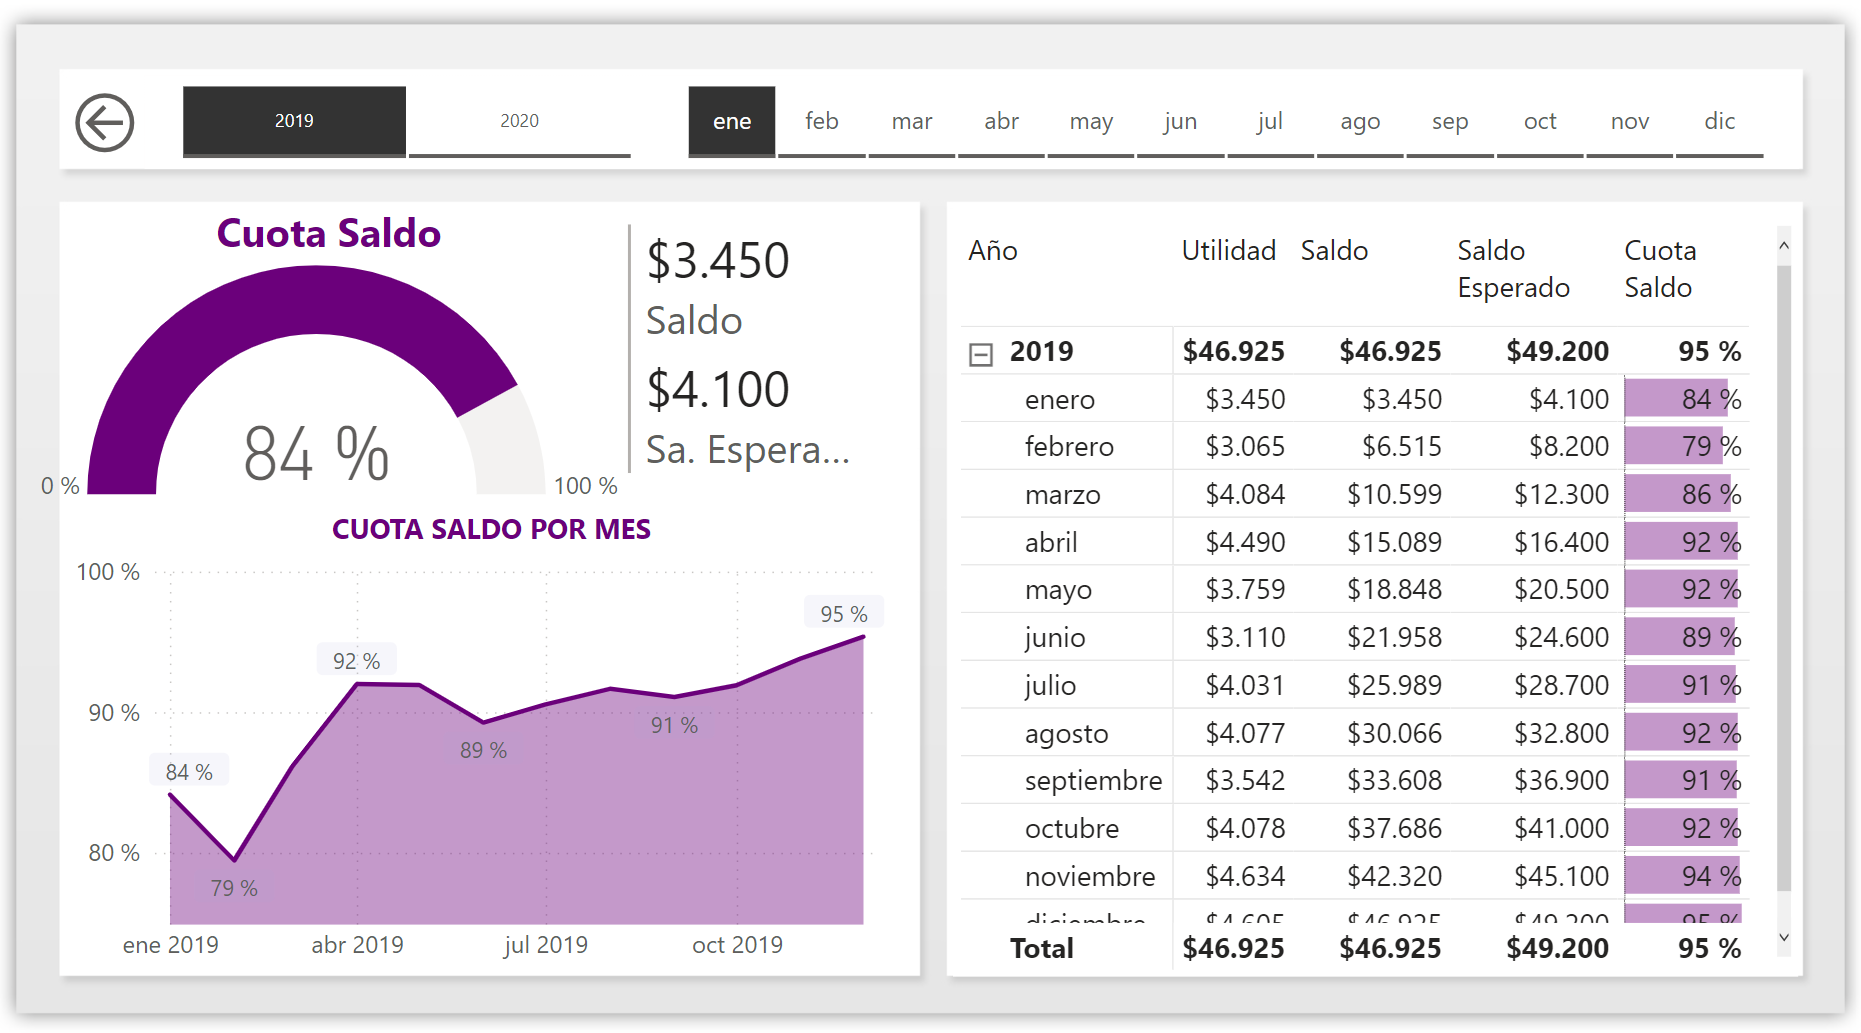 2019 2020 ene feb mar abr may jun jul ago sep oct nov dic
Cuota Saldo
84 %
0 %
100 %
$3.450
Saldo
$4.100
Sa. Espera...
CUOTA SALDO POR MES
100 %
90 %
80 %
84 %
79 %
92 %
89 %
91 %
95 %
ene 2019 abr 2019 jul 2019 oct 2019
Año Utilidad Saldo Saldo Esperado Cuota Saldo
2019 $46.925 $46.925 $49.200 95 %
enero $3.450 $3.450 $4.100 84 %
febrero $3.065 $6.515 $8.200 79 %
marzo $4.084 $10.599 $12.300 86 %
abril $4.490 $15.089 $16.400 92 %
mayo $3.759 $18.848 $20.500 92 %
junio $3.110 $21.958 $24.600 89 %
julio $4.031 $25.989 $28.700 91 %
agosto $4.077 $30.066 $32.800 92 %
septiembre $3.542 $33.608 $36.900 91 %
octubre $4.078 $37.686 $41.000 92 %
noviembre $4.634 $42.320 $45.100 94 %
diciembre $4.605 $46.925 $49.200 95 %
Total $46.925 $46.925 $49.200 95 %